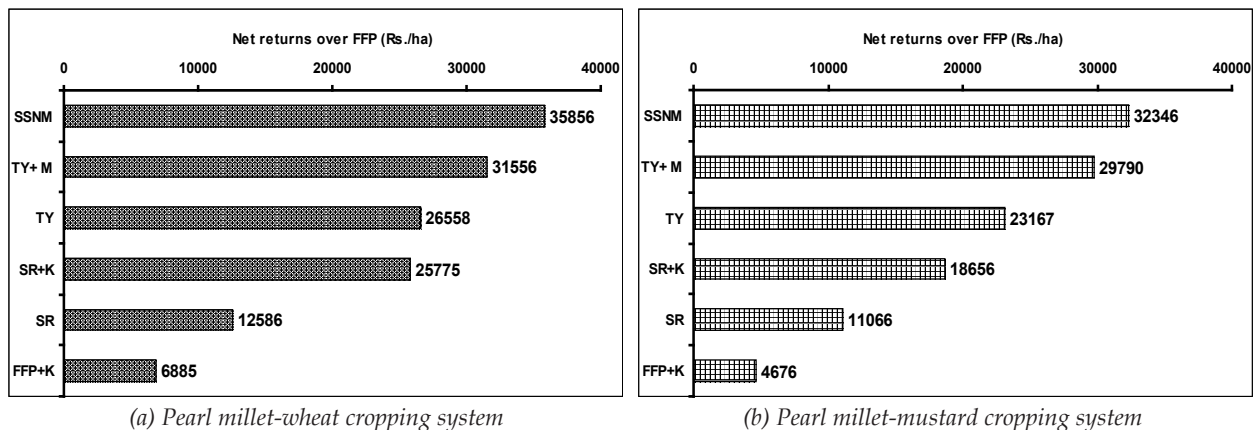 Net returns over FFP (Rs./ha)
0 10000 20000 30000 40000
SSNM 35856
TY+ M 31556
TY 26558
SR+K 25775
SR 12586
FFP+K 6885
(a) Pearl millet-wheat cropping system
Net returns over FFP (Rs./ha)
0 10000 20000 30000 40000
SSNM 32346
TY+ M 29790
TY 23167
SR+K 18656
SR 11066
FFP+K 4676
(b) Pearl millet-mustard cropping system